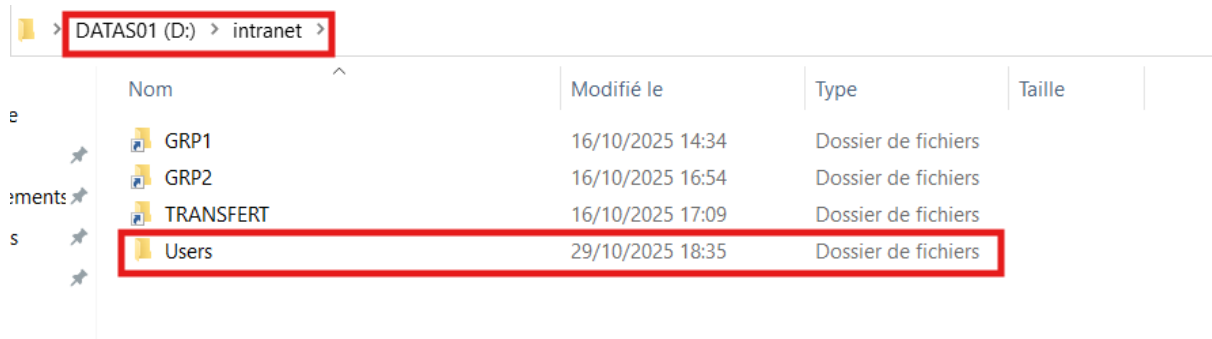 > DATAS01 (D:) > intranet >
Nom Modifié le Type Taille
e
GRP1 16/10/2025 14:34 Dossier de fichiers
GRP2 16/10/2025 16:54 Dossier de fichiers
ements
TRANSFERT 16/10/2025 17:09 Dossier de fichiers
s
Users 29/10/2025 18:35 Dossier de fichiers